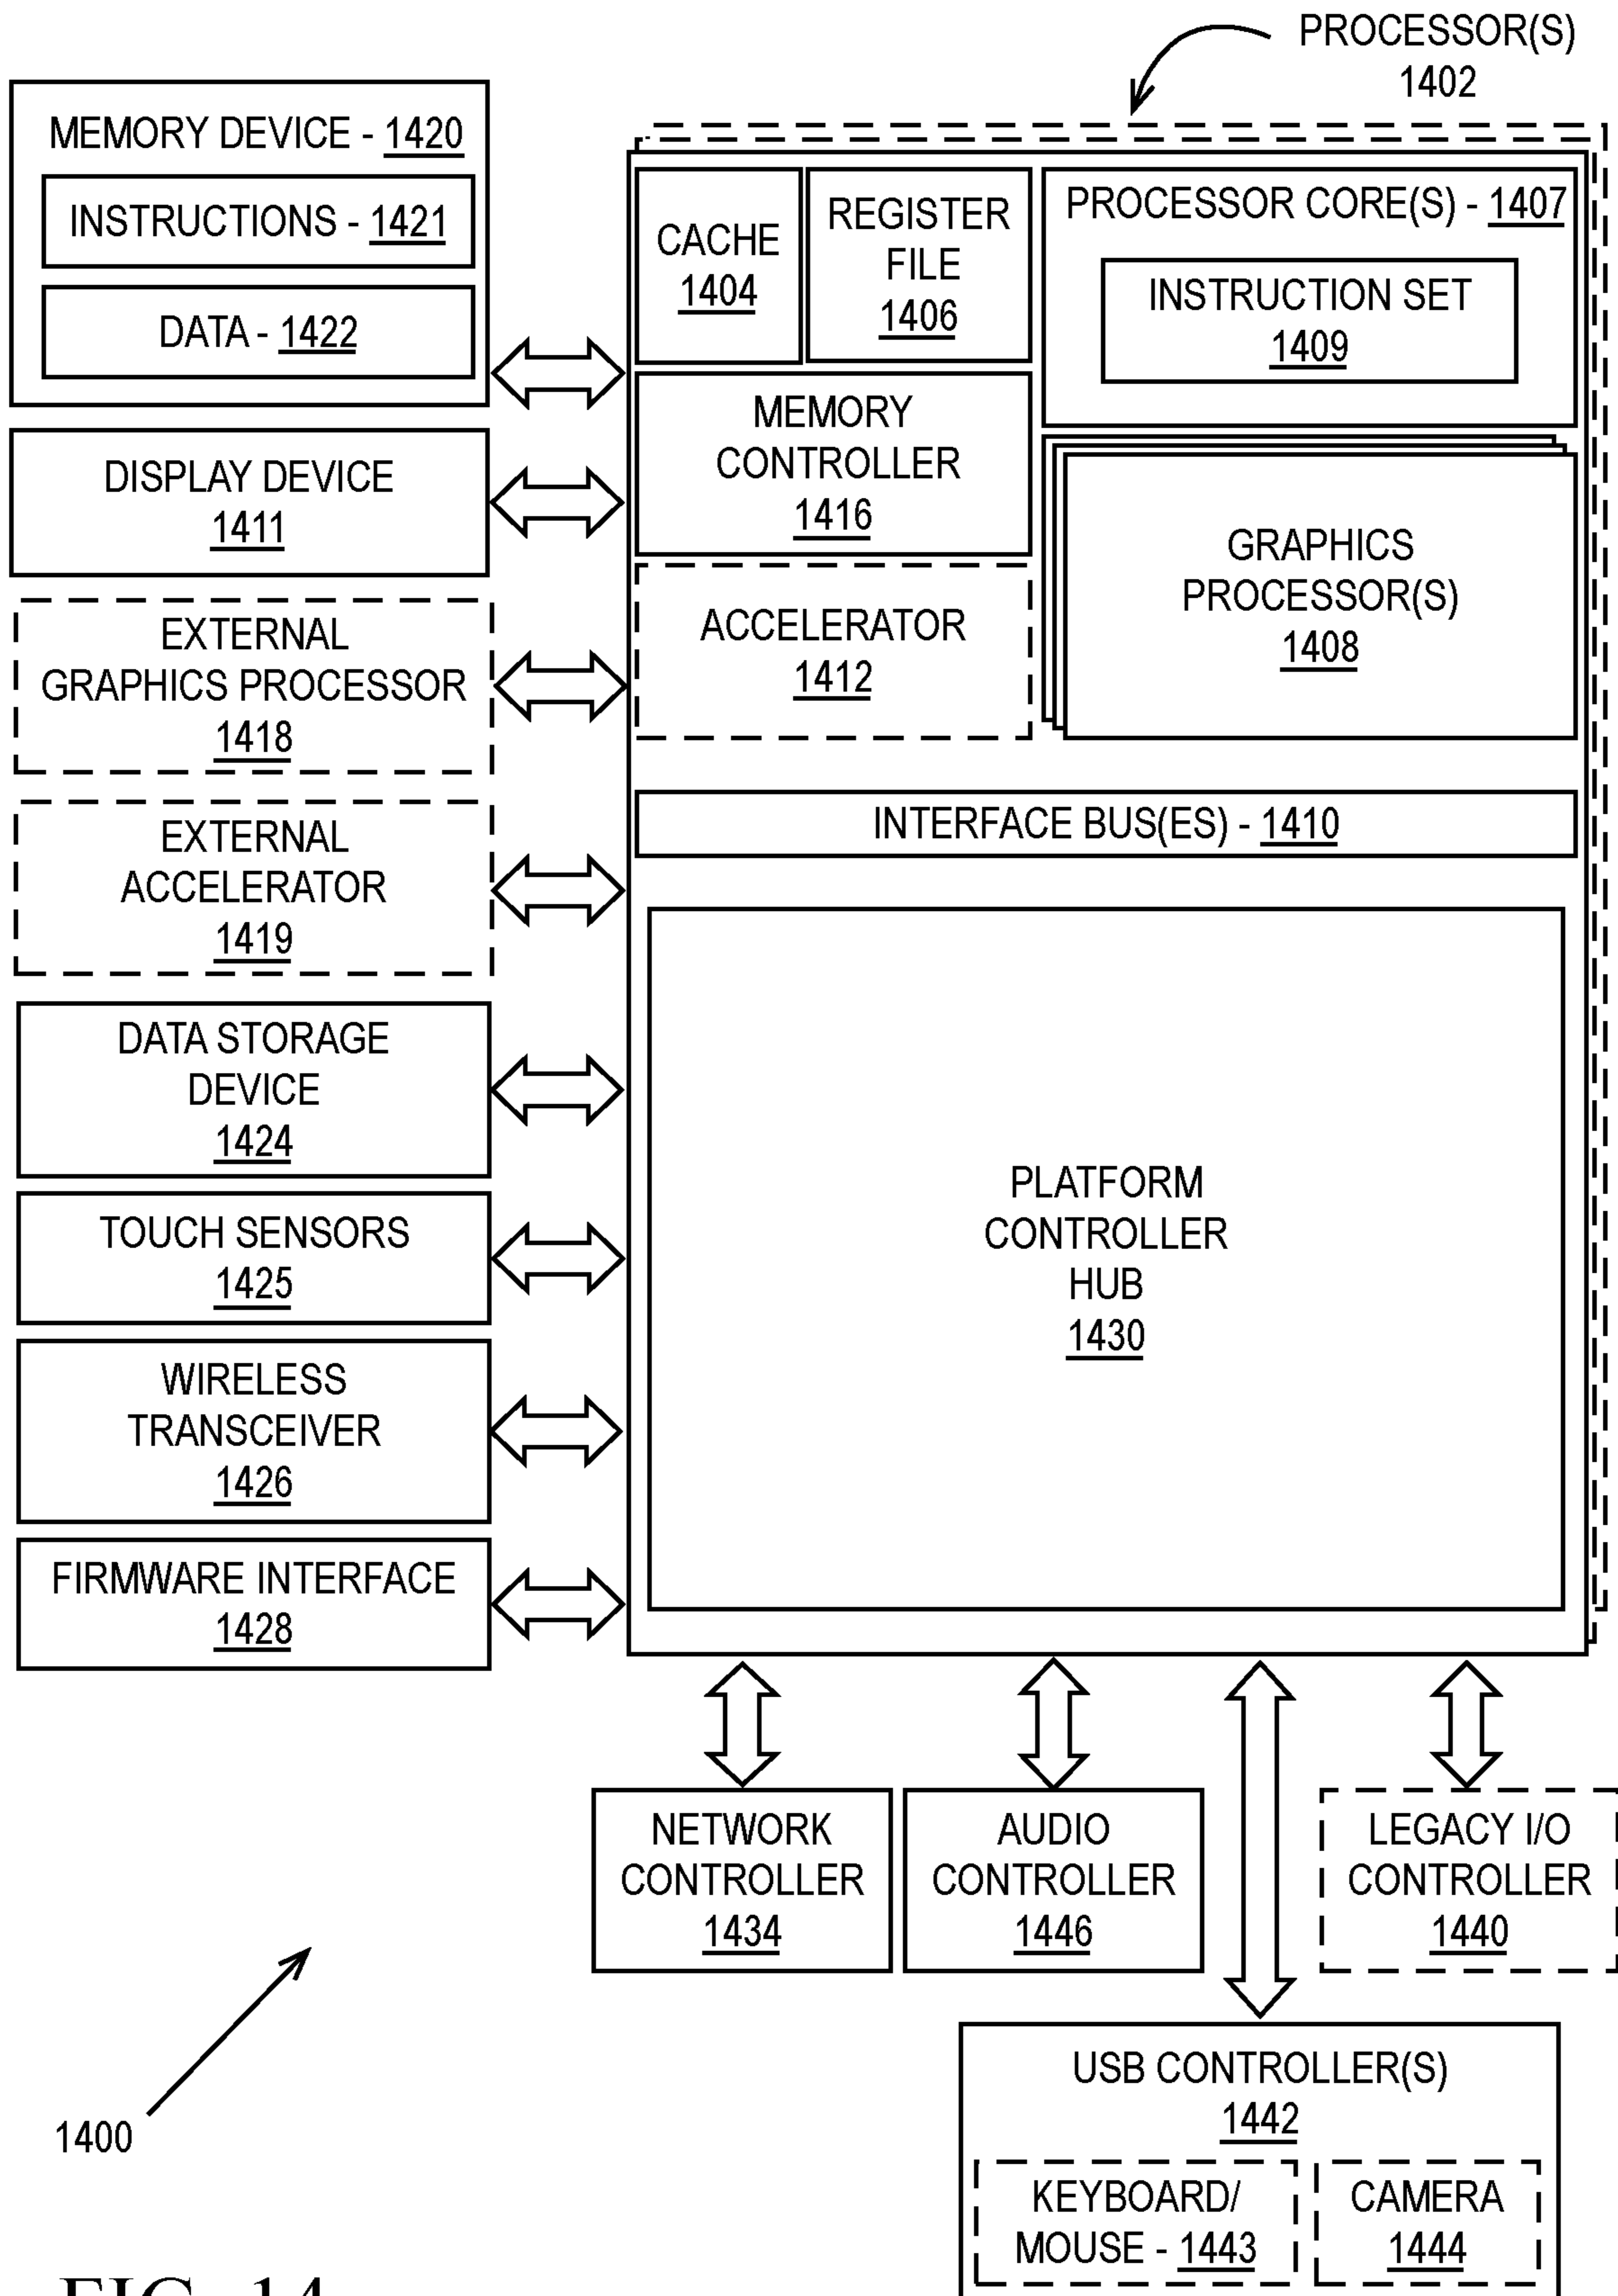 PROCESSOR(S)
1402
MEMORY DEVICE - 1420
INSTRUCTIONS - 1421
DATA - 1422
CACHE
1404
REGISTER
FILE
1406
PROCESSOR CORE(S) - 1407
INSTRUCTION SET
1409
MEMORY
CONTROLLER
1416
DISPLAY DEVICE
1411
GRAPHICS
PROCESSOR(S)
1408
EXTERNAL
GRAPHICS PROCESSOR
1418
ACCELERATOR
1412
INTERFACE BUS(ES) - 1410
EXTERNAL
ACCELERATOR
1419
DATA STORAGE
DEVICE
1424
TOUCH SENSORS
1425
PLATFORM
CONTROLLER
HUB
1430
WIRELESS
TRANSCEIVER
1426
FIRMWARE INTERFACE
1428
NETWORK
CONTROLLER
1434
AUDIO
CONTROLLER
1446
LEGACY I/O
CONTROLLER
1440
1400
USB CONTROLLER(S)
1442
KEYBOARD/
MOUSE - 1443
CAMERA
1444
FIG. 14